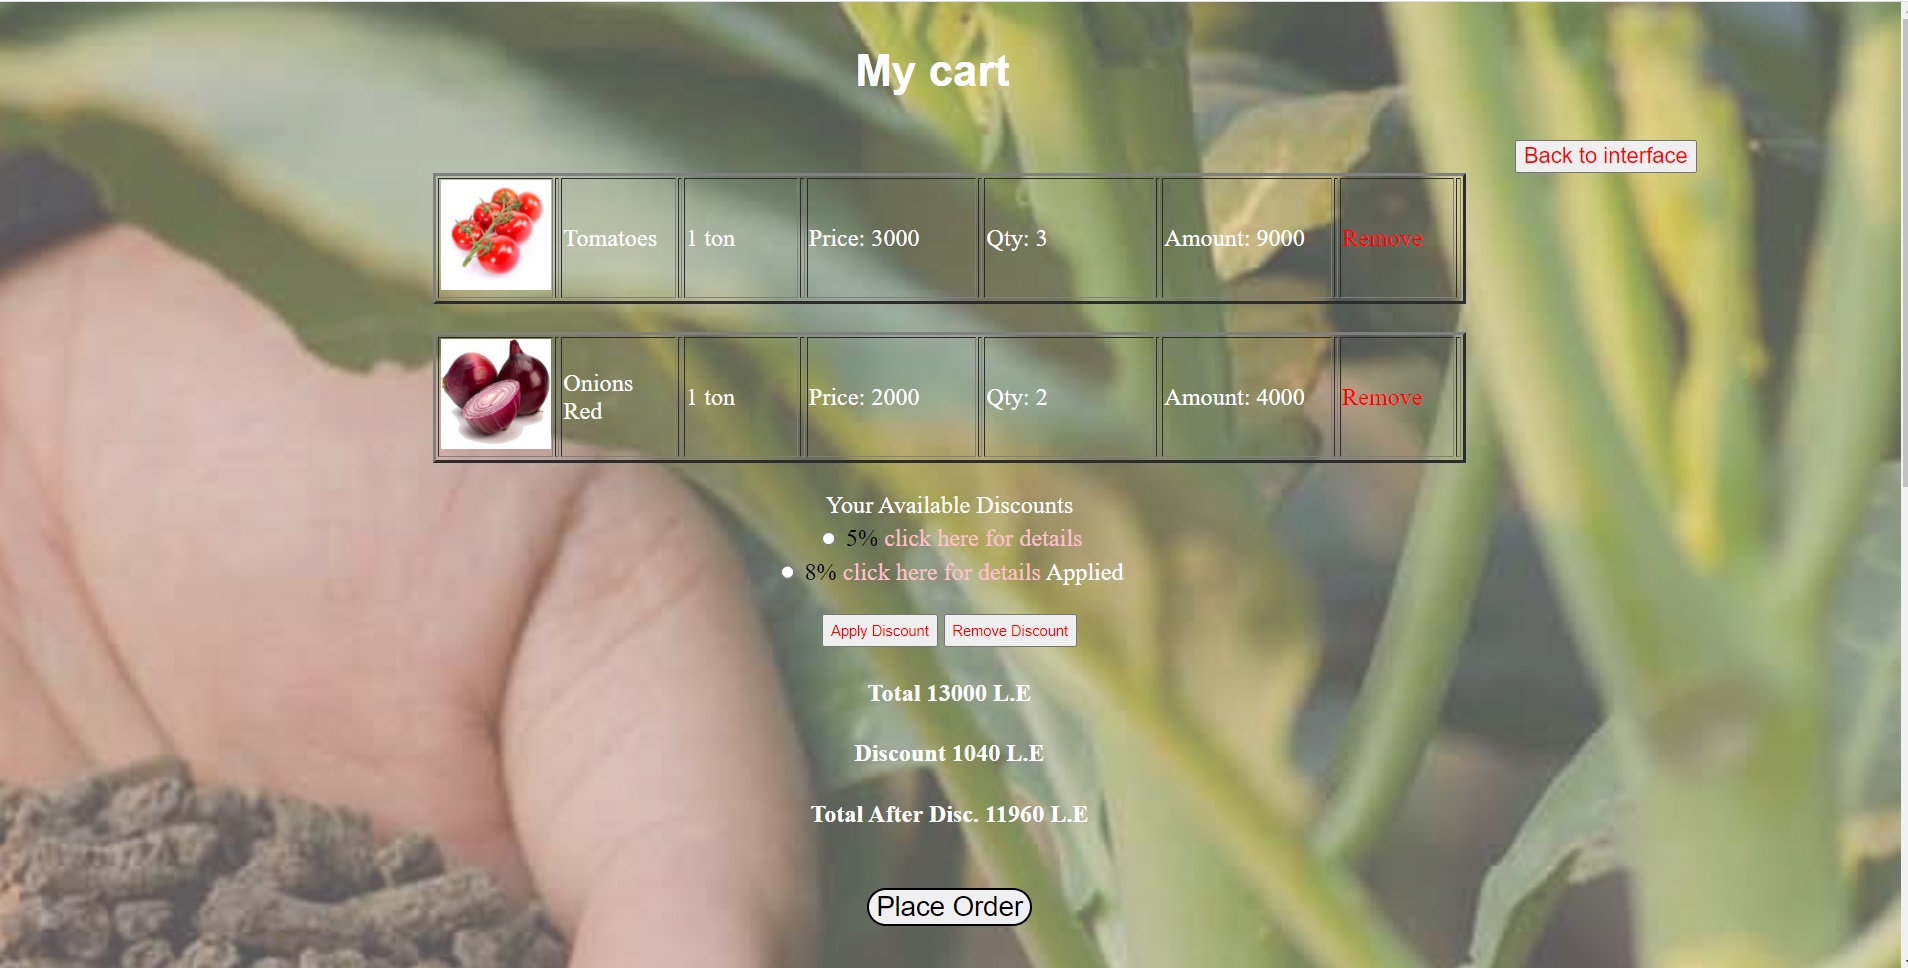 My cart
Back to interface
Tomatoes 1 ton Price: 3000 Qty: 3 Amount: 9000 Remove
Onions Red 1 ton Price: 2000 Qty: 2 Amount: 4000 Remove
Your Available Discounts
5% click here for details
8% click here for details Applied
Apply Discount Remove Discount
Total 13000 L.E
Discount 1040 L.E
Total After Disc. 11960 L.E
Place Order